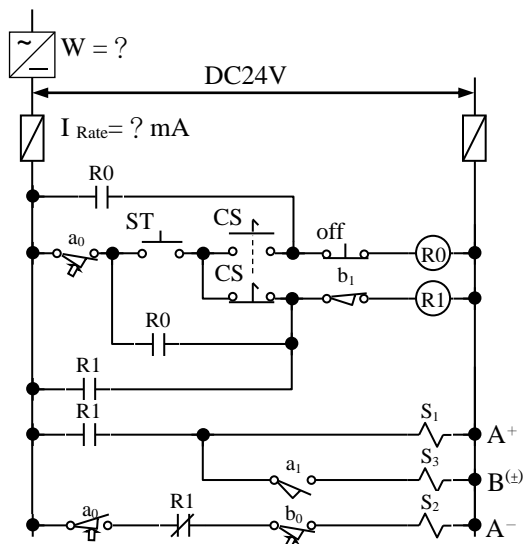 W = ?
DC24V
I Rate= ? mA
R0
ST
CS
a0
off
R0
CS
b1
R1
R0
R1
R1
S1
A+
a1
S3
B(±)
a0
R1
b0
S2
A−